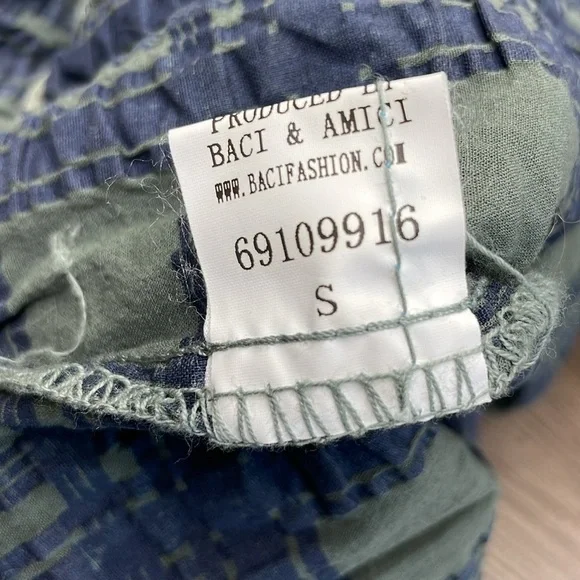 PRODUCED BY
BACI & AMICI
WWW.BACIFASHION.COM
69109916
S